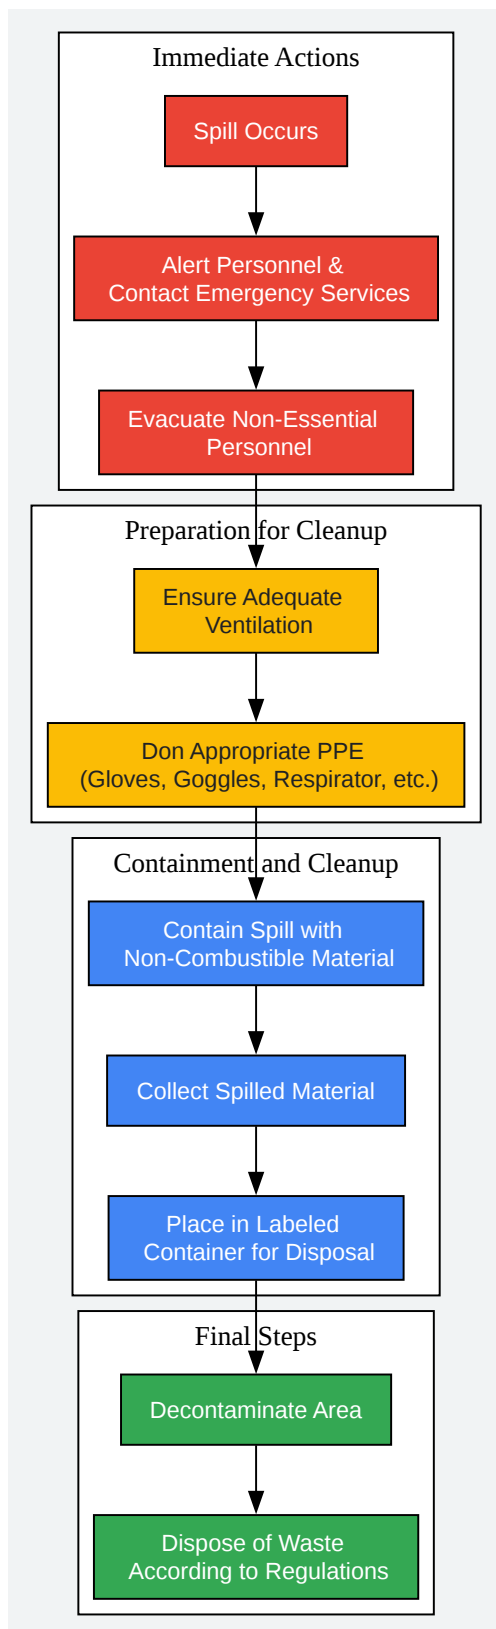 Immediate Actions
Spill Occurs
Alert Personnel &
Contact Emergency Services
Evacuate Non-Essential
Personnel
Preparation for Cleanup
Ensure Adequate
Ventilation
Don Appropriate PPE
(Gloves, Goggles, Respirator, etc.)
Containment and Cleanup
Contain Spill with
Non-Combustible Material
Collect Spilled Material
Place in Labeled
Container for Disposal
Final Steps
Decontaminate Area
Dispose of Waste
According to Regulations